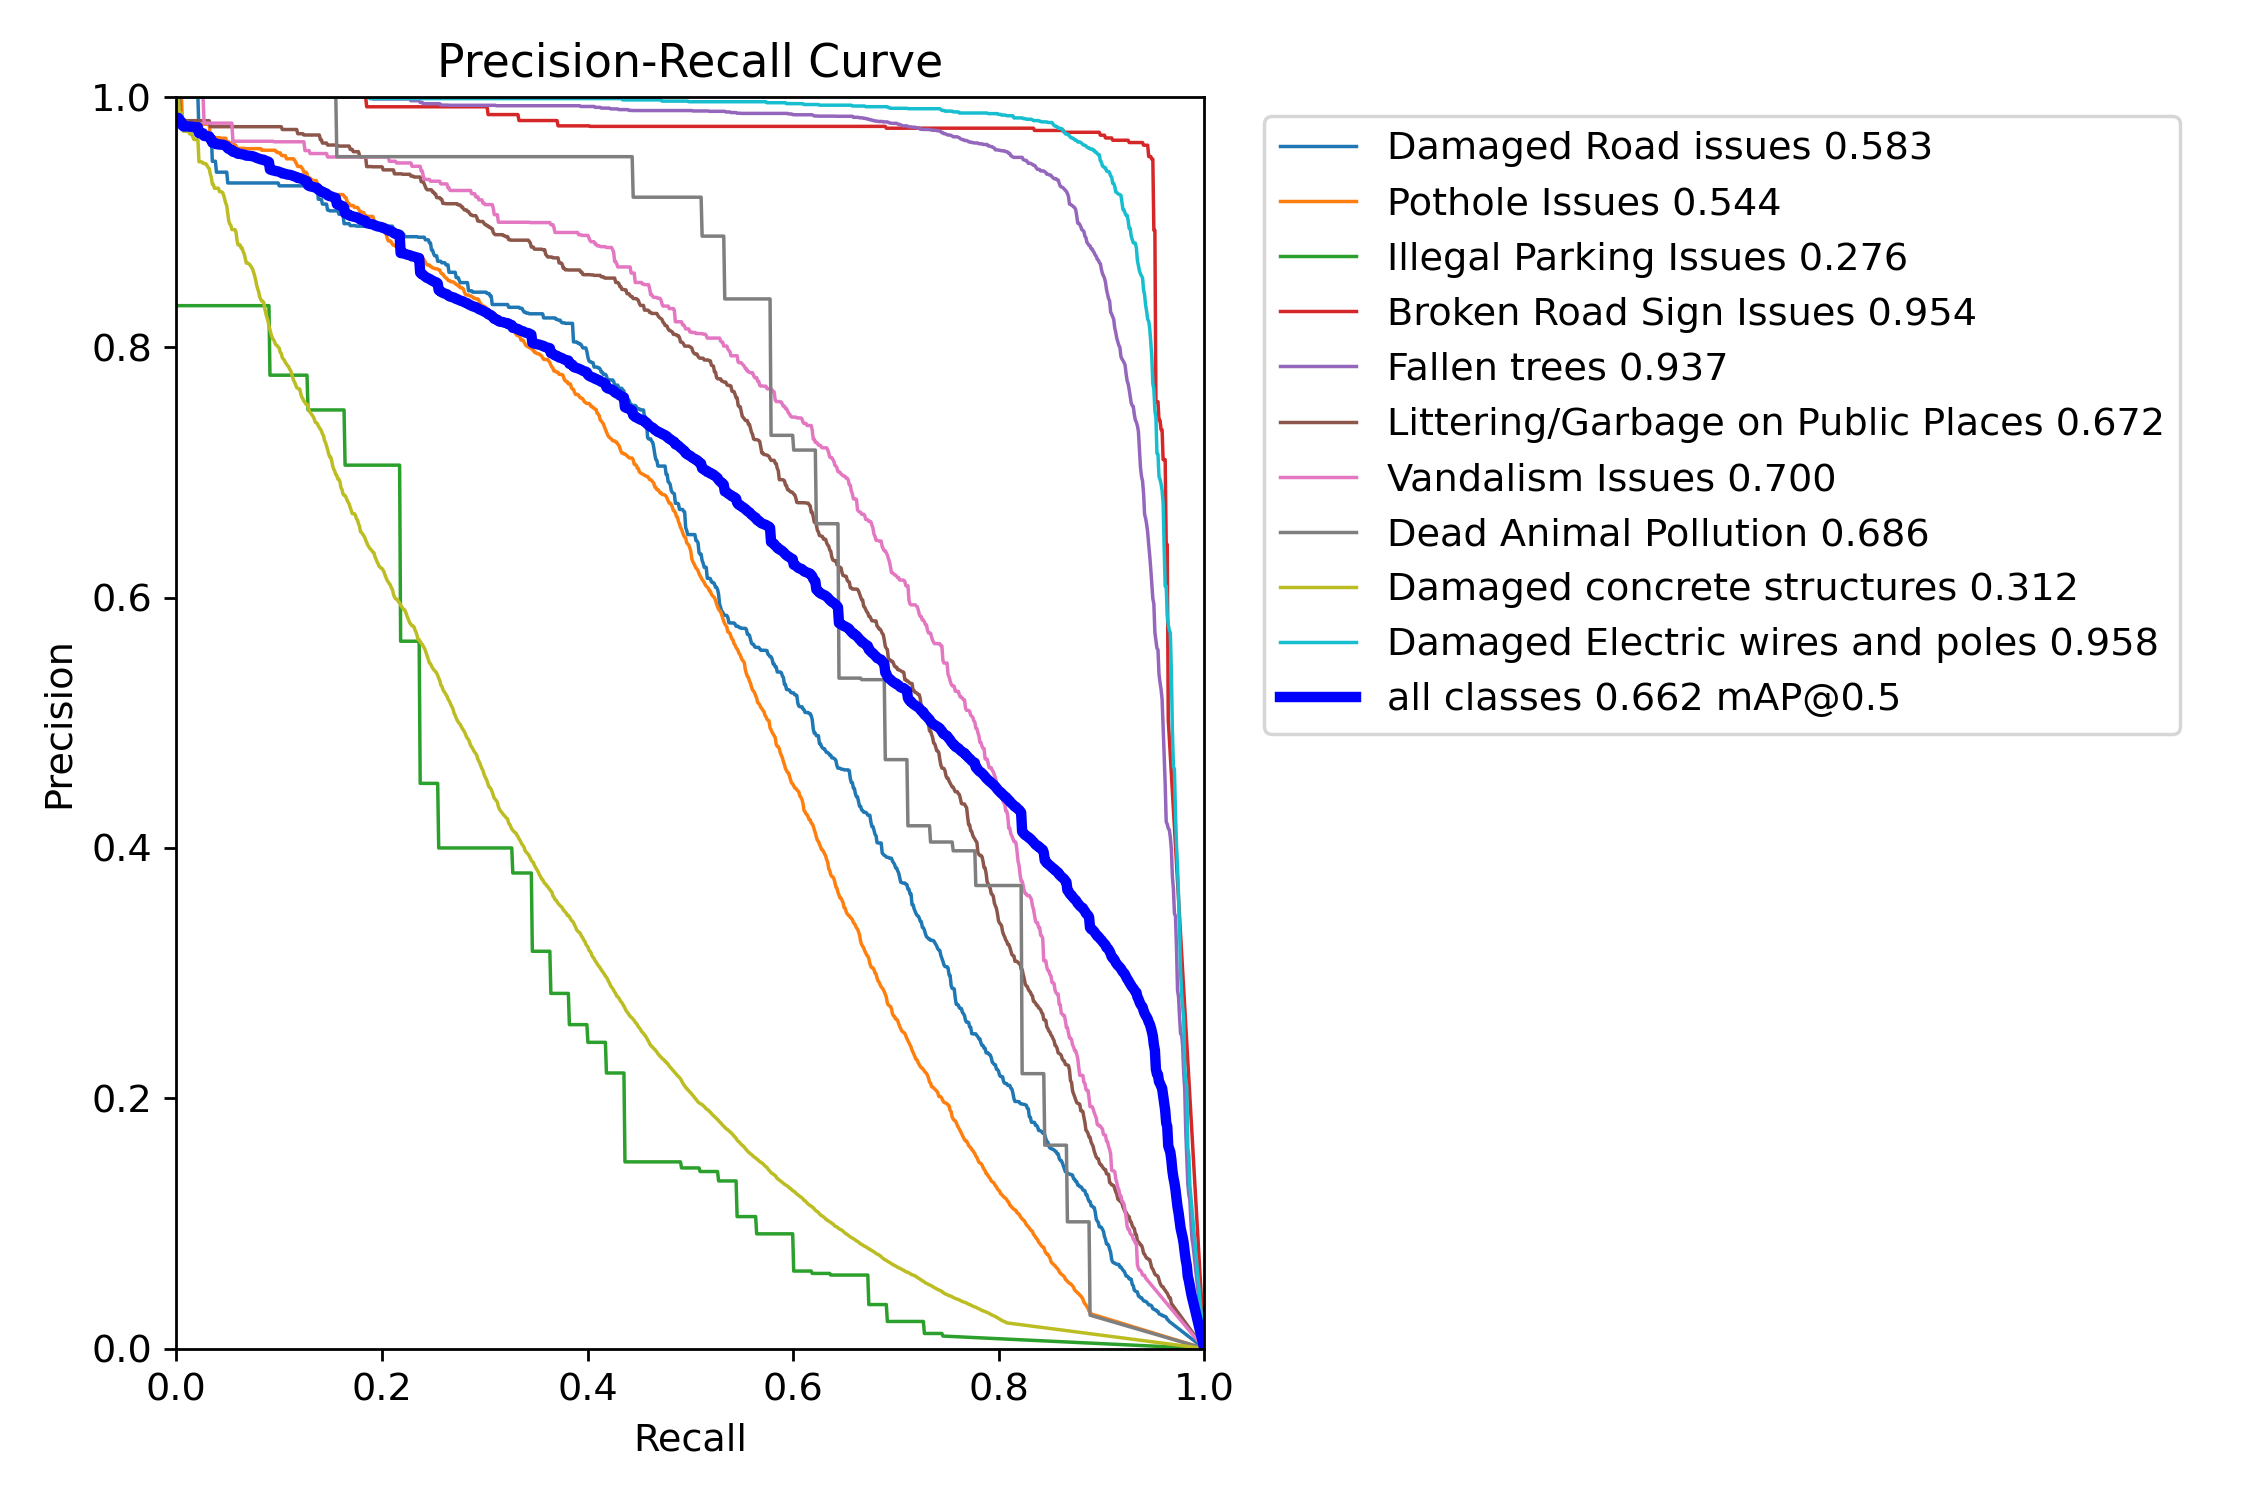 Precision-Recall Curve
1.0
0.8
0.6
0.4
0.2
0.0
Precision
0.0 0.2 0.4 0.6 0.8 1.0
Recall
Damaged Road issues 0.583
Pothole Issues 0.544
Illegal Parking Issues 0.276
Broken Road Sign Issues 0.954
Fallen trees 0.937
Littering/Garbage on Public Places 0.672
Vandalism Issues 0.700
Dead Animal Pollution 0.686
Damaged concrete structures 0.312
Damaged Electric wires and poles 0.958
all classes 0.662 mAP@0.5